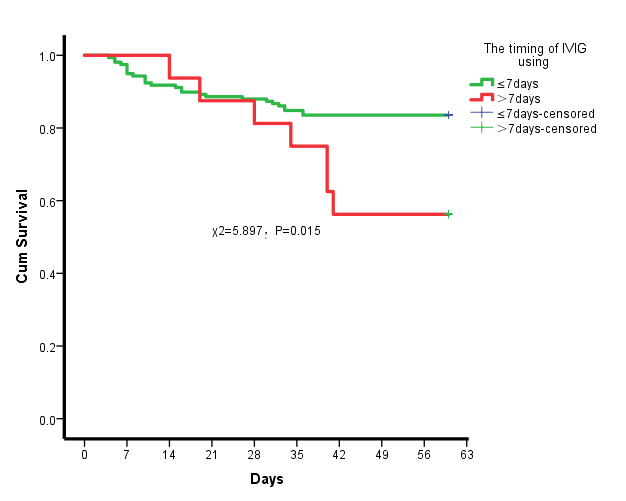 The timing of IVIG
using
≤7days
>7days
≤7days-censored
>7days-censored
1.0
0.8
0.6
0.4
0.2
0.0
Cum Survival
χ2=5.897; P=0.015
0 7 14 21 28 35 42 49 56 63
Days